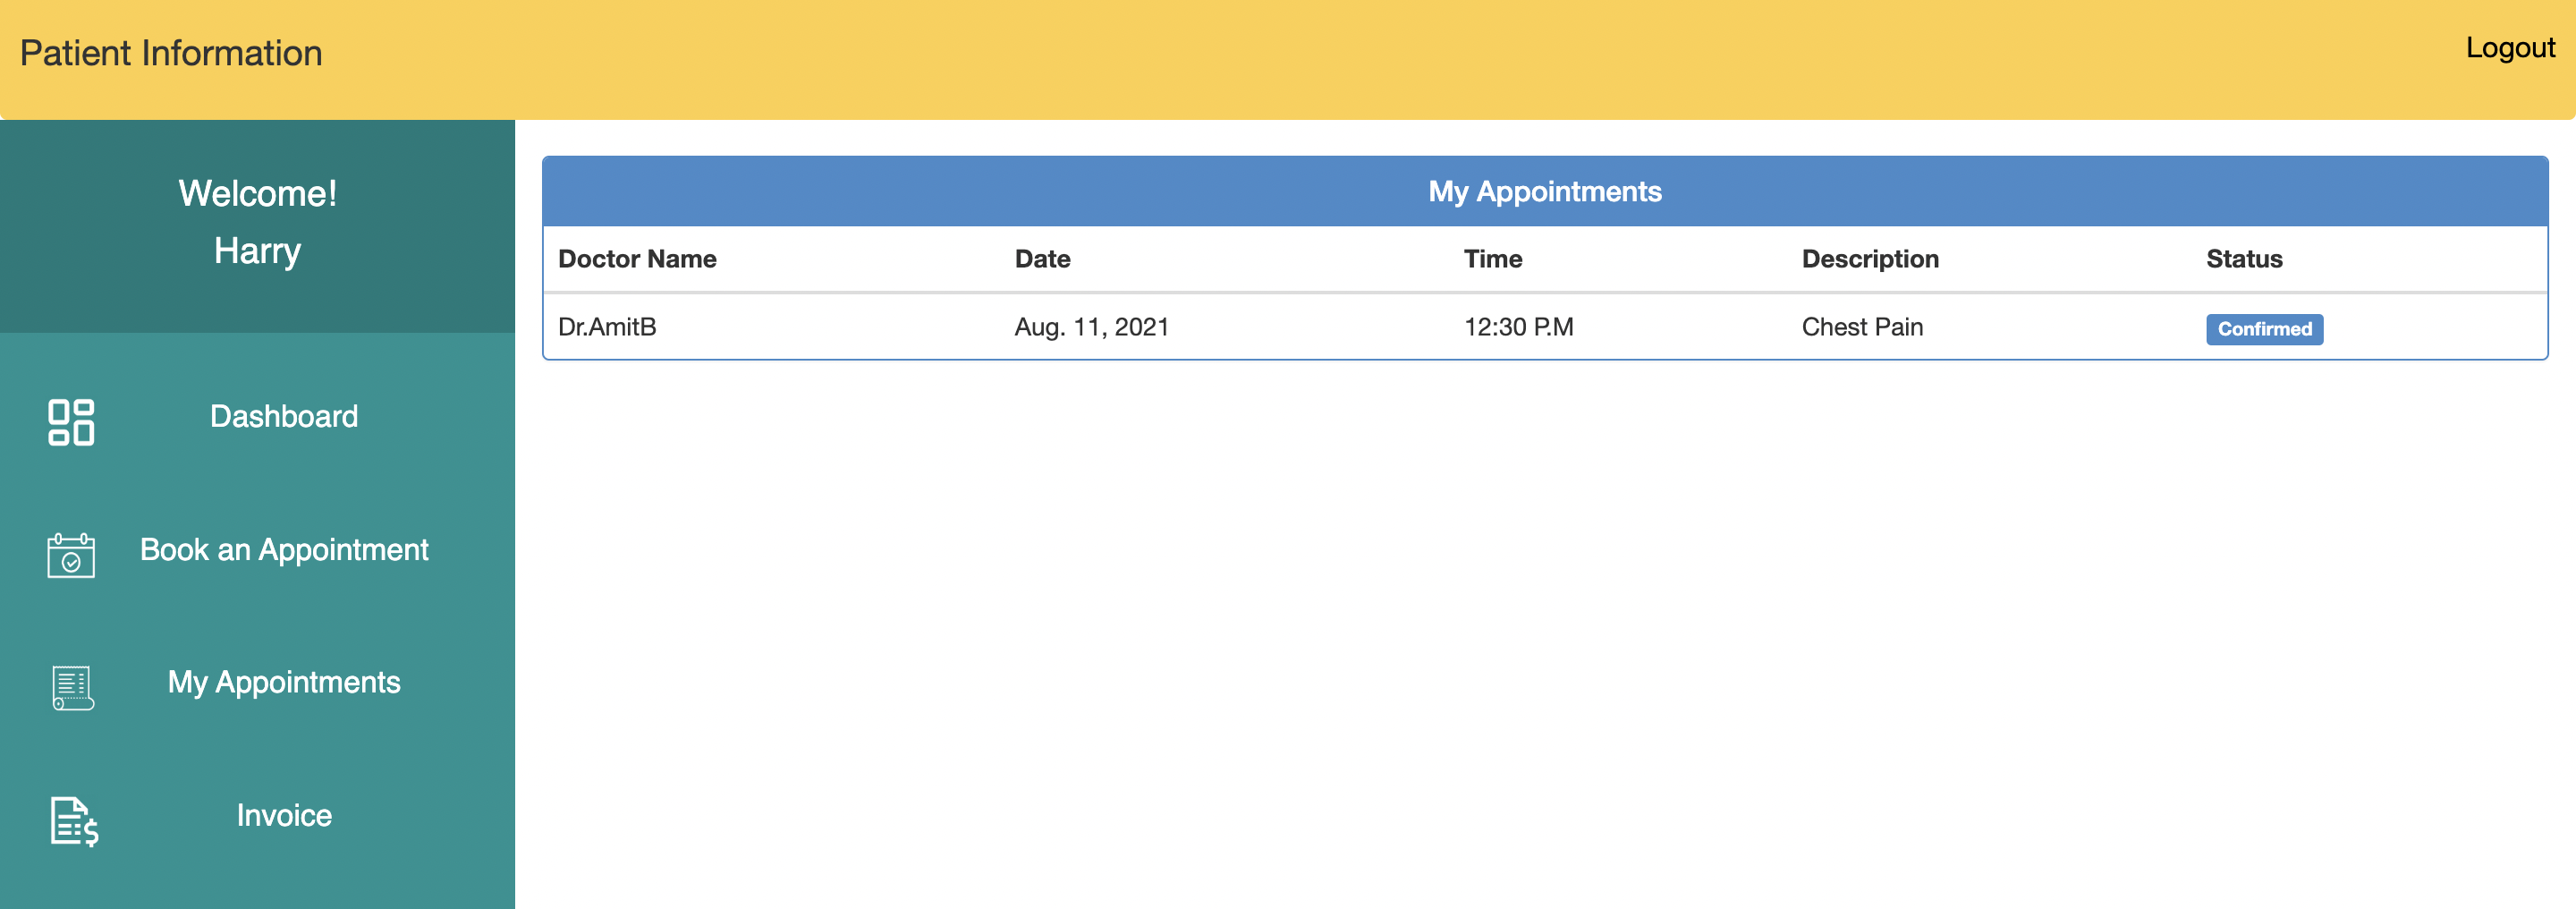 Patient Information
Logout
Welcome!
Harry
Dashboard
Book an Appointment
My Appointments
Invoice
My Appointments
Doctor Name Date Time Description Status
Dr.AmitB Aug. 11, 2021 12:30 P.M Chest Pain Confirmed